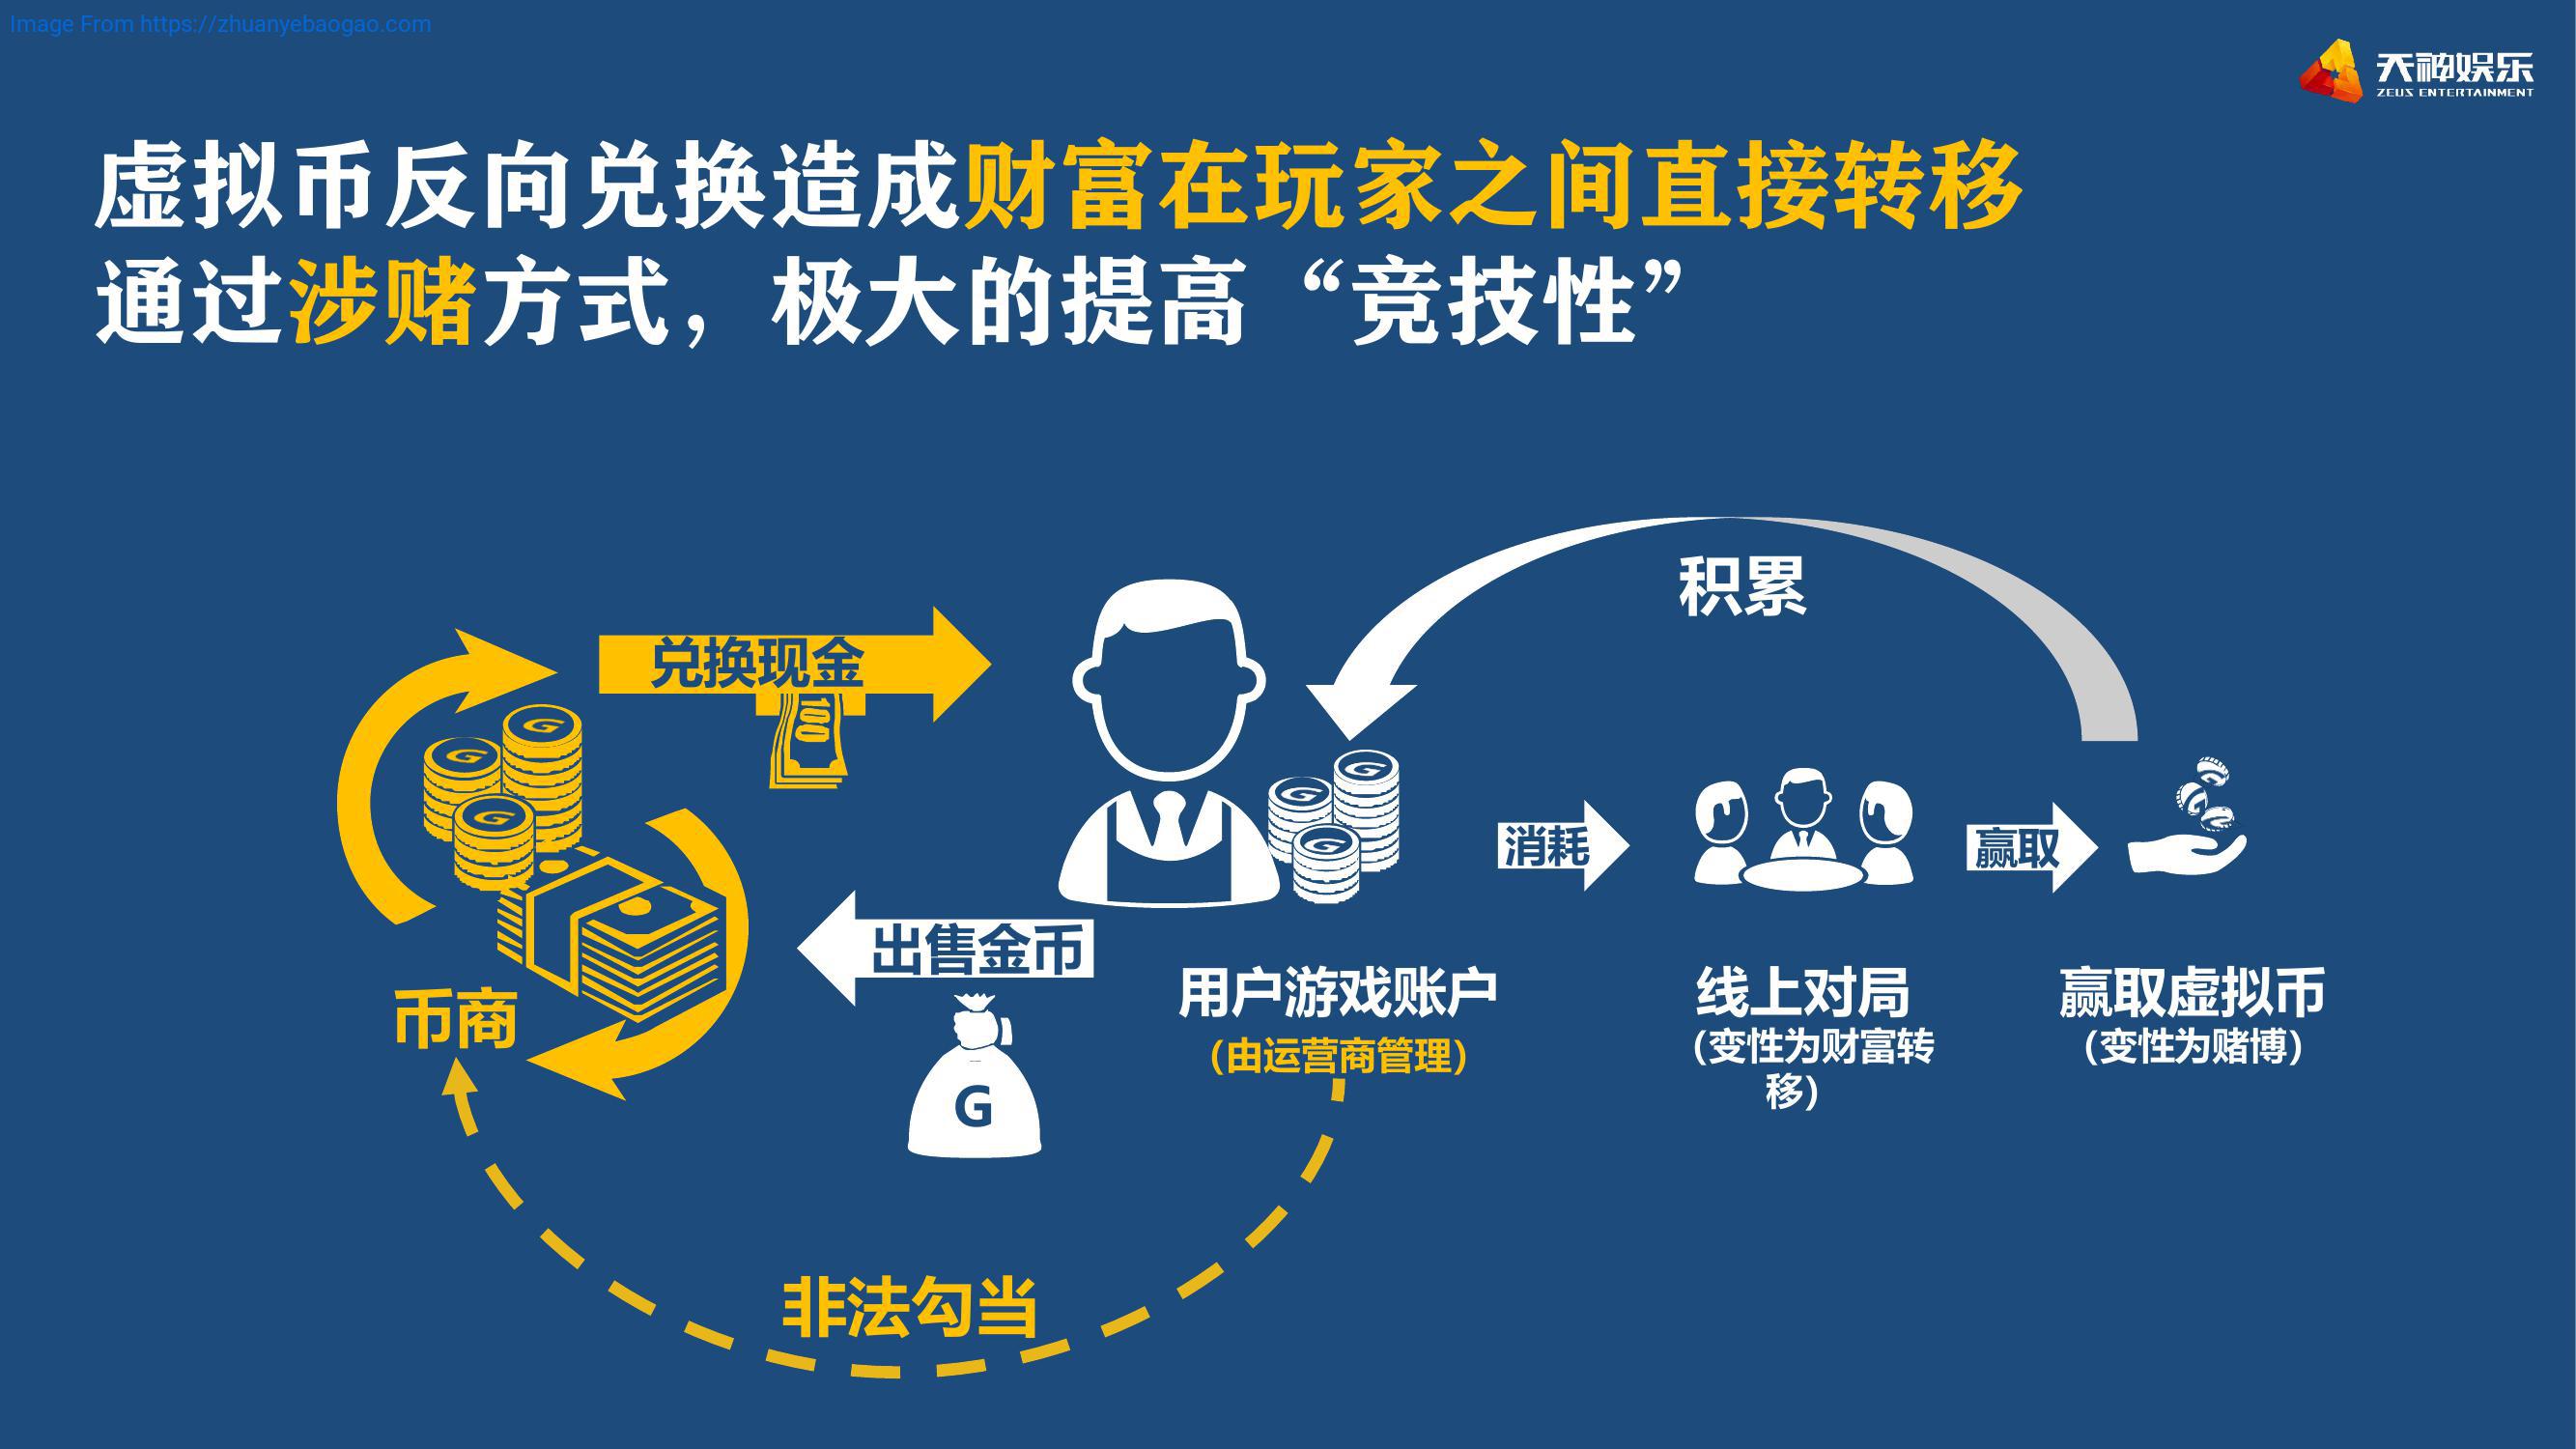 Image From https://zhuanyebaogao.com
天神娱乐
ZEUS ENTERTAINMENT
虚拟币反向兑换造成财富在玩家之间直接转移
通过涉赌方式，极大的提高“竞技性”
积累
兑换现金
100
G
G
G
G
G
G
消耗
赢取
G
出售金币
币商
G
用户游戏账户
（由运营商管理）
线上对局
（变性为财富转
移）
赢取虚拟币
（变性为赌博）
非法勾当